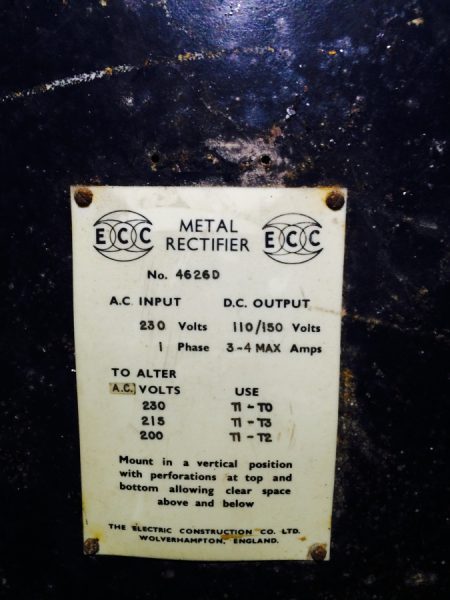 ECC METAL RECTIFIER ECC
No. 4626D
A.C. INPUT D.C. OUTPUT
230 Volts 110/150 Volts
1 Phase 3-4 MAX Amps
TO ALTER
A.C. VOLTS USE
230 T1 - T0
215 T1 - T3
200 T1 - T2
Mount in a vertical position
with perforations at top and
bottom allowing clear space
above and below
THE ELECTRIC CONSTRUCTION CO. LTD.
WOLVERHAMPTON, ENGLAND.